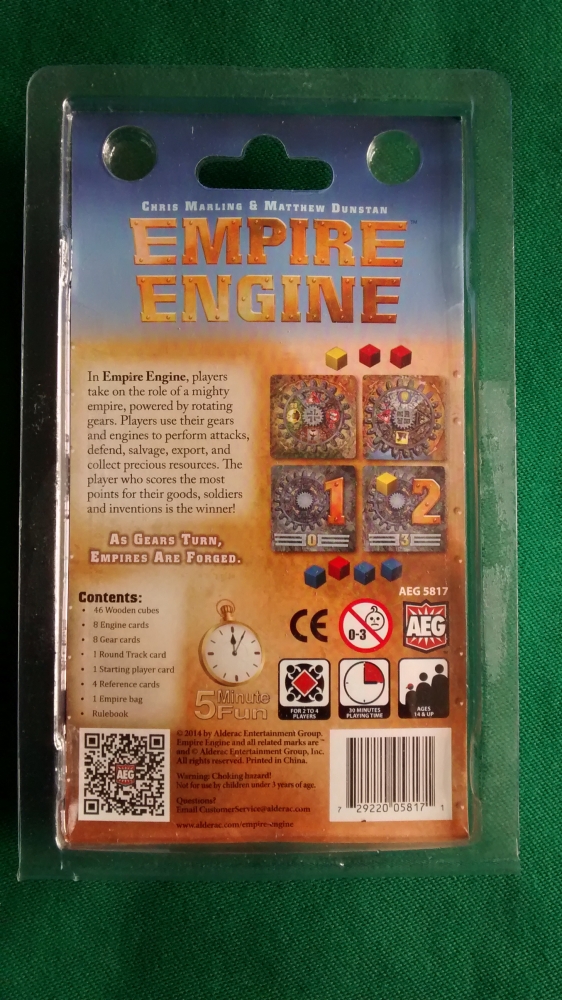 Chris Marling & Matthew Dunstan
EMPIRE™
ENGINE
In Empire Engine, players
take on the role of a mighty
empire, powered by rotating
gears. Players use their gears
and engines to perform attacks,
defend, salvage, export, and
collect precious resources. The
player who scores the most
points for their goods, soldiers
and inventions is the winner!
As Gears Turn,
Empires Are Forged.
1
0
2
3
Contents:
• 46 Wooden cubes
• 8 Engine cards
• 8 Gear cards
• 1 Round Track card
• 1 Starting player card
• 4 Reference cards
• 1 Empire bag
• Rulebook
5 Minute
Fun
AEG 5817
CE
0-3
AEG
FOR 2 TO 4
PLAYERS
30 MINUTES
PLAYING TIME
AGES
14 & UP
AEG
© 2014 by Alderac Entertainment Group.
Empire Engine and all related marks are ™
and © Alderac Entertainment Group, Inc.
All rights reserved. Printed in China.
Warning: Choking hazard!
Not for use by children under 3 years of age.
Questions?
Email CustomerService@alderac.com
www.alderac.com/empire-engine
7 29220 05817 1